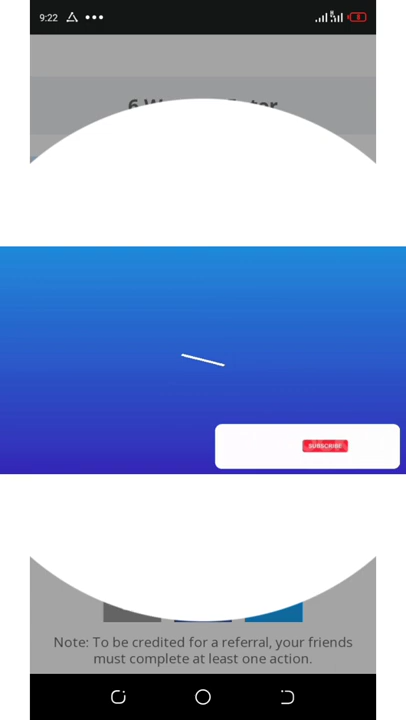 9:22
SUBSCRIBE
Note: To be credited for a referral, your friends
must complete at least one action.